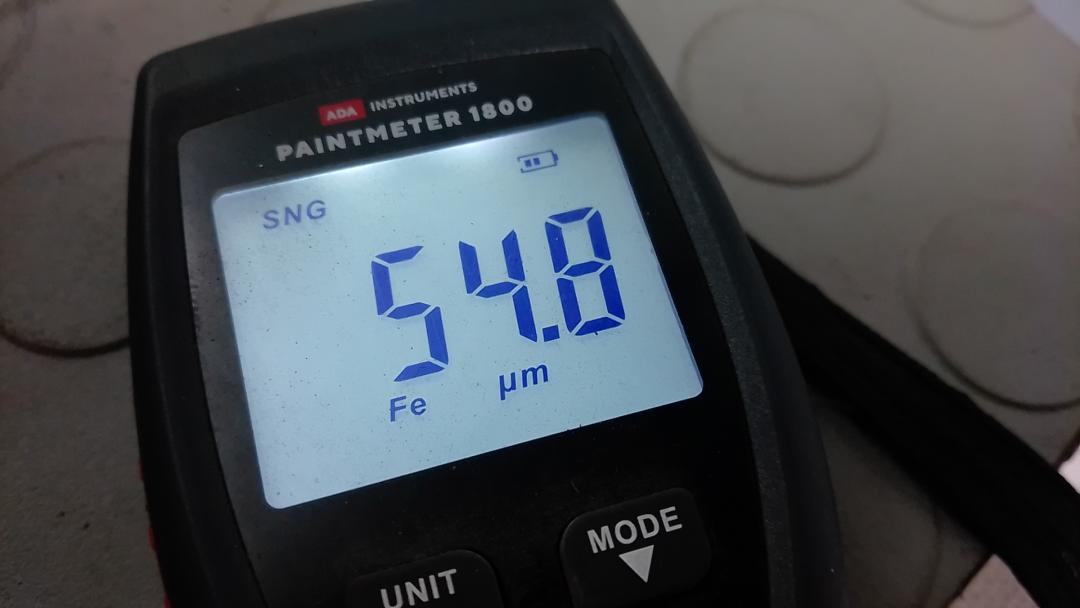 ADA INSTRUMENTS
PAINTMETER 1800
SNG
54.8
Fe µm
UNIT
MODE